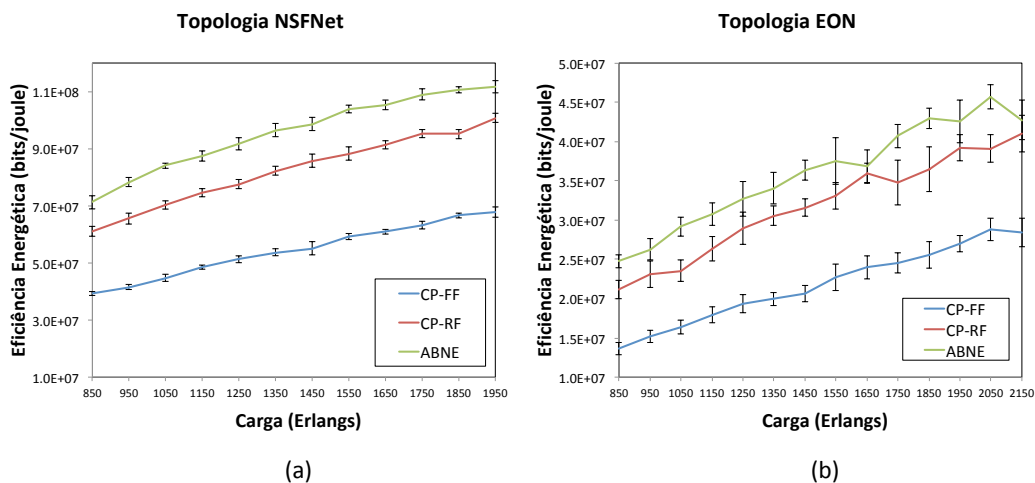 Topologia NSFNet
Eficiência Energética (bits/joule)
1.1E+08
9.0E+07
7.0E+07
5.0E+07
3.0E+07
1.0E+07
850 950 1050 1150 1250 1350 1450 1550 1650 1750 1850 1950
Carga (Erlangs)
CP-FF
CP-RF
ABNE
(a)
Topologia EON
Eficiência Energética (bits/joule)
5.0E+07
4.5E+07
4.0E+07
3.5E+07
3.0E+07
2.5E+07
2.0E+07
1.5E+07
1.0E+07
850 950 1050 1150 1250 1350 1450 1550 1650 1750 1850 1950 2050 2150
Carga (Erlangs)
CP-FF
CP-RF
ABNE
(b)